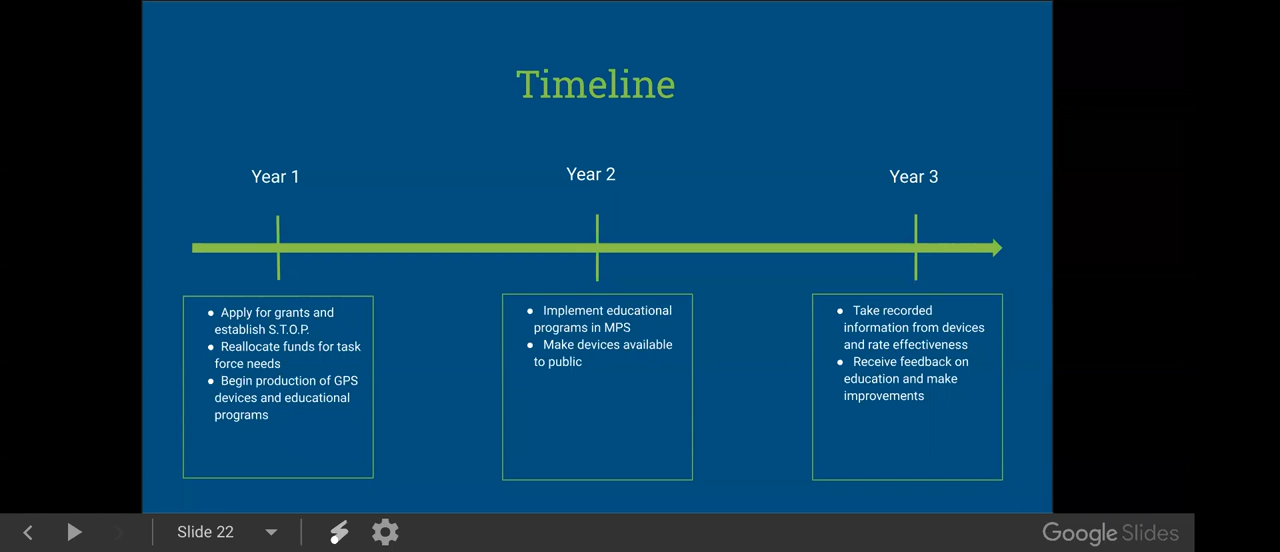 Timeline
Year 1
Year 2
Year 3
● Apply for grants and
establish S.T.O.P.
● Reallocate funds for task
force needs
● Begin production of GPS
devices and educational
programs
● Implement educational
programs in MPS
● Make devices available
to public
● Take recorded
information from devices
and rate effectiveness
● Receive feedback on
education and make
improvements
Slide 22
Google Slides